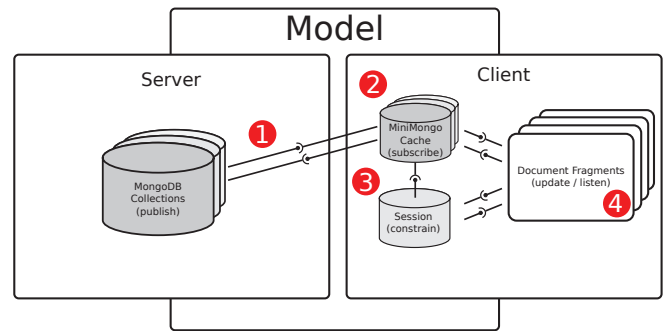 Model
Server
Client
1
2
MiniMongo
Cache
(subscribe)
MongoDB
Collections
(publish)
3
Session
(constrain)
Document Fragments
(update / listen)
4